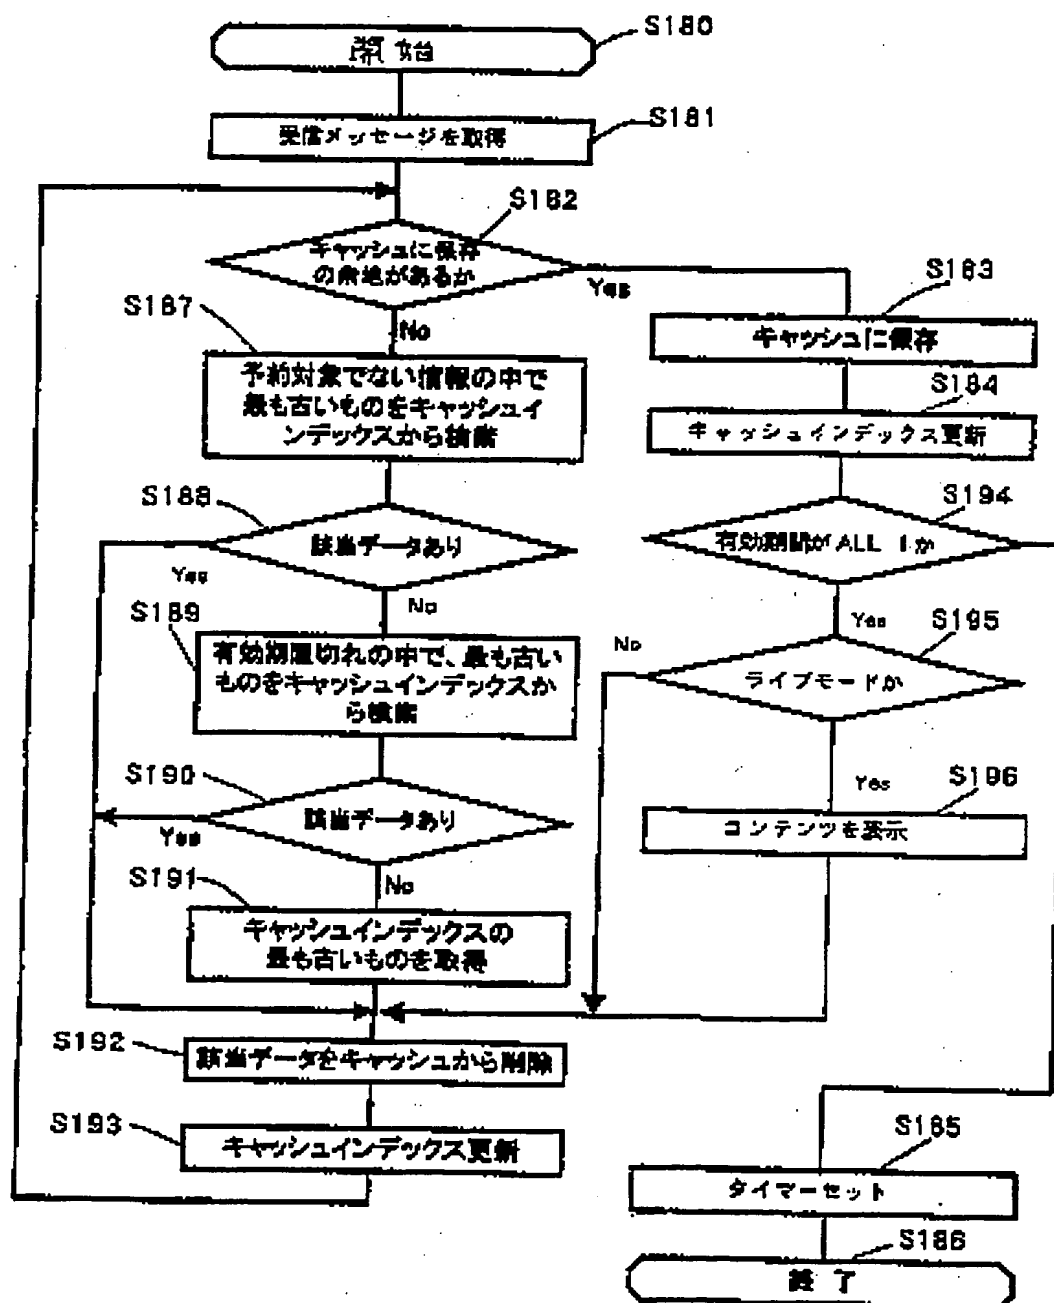 S180
開始
S181
受信メッセージを取得
S182
キャッシュに保存
の余地があるか
Yes
No
S183
キャッシュに保存
S184
キャッシュインデックス更新
S194
有効期間が ALL 1か
Yes
S195
ライブモードか
No
Yes
S196
コンテンツを表示
S187
予約対象でない情報の中で
最も古いものをキャッシュイ
ンデックスから検索
S188
該当データあり
Yes
No
S189
有効期限切れの中で、最も古い
ものをキャッシュインデックスか
ら検索
S190
該当データあり
Yes
No
S191
キャッシュインデックスの
最も古いものを取得
S192
該当データをキャッシュから削除
S193
キャッシュインデックス更新
S185
タイマーセット
S186
終了